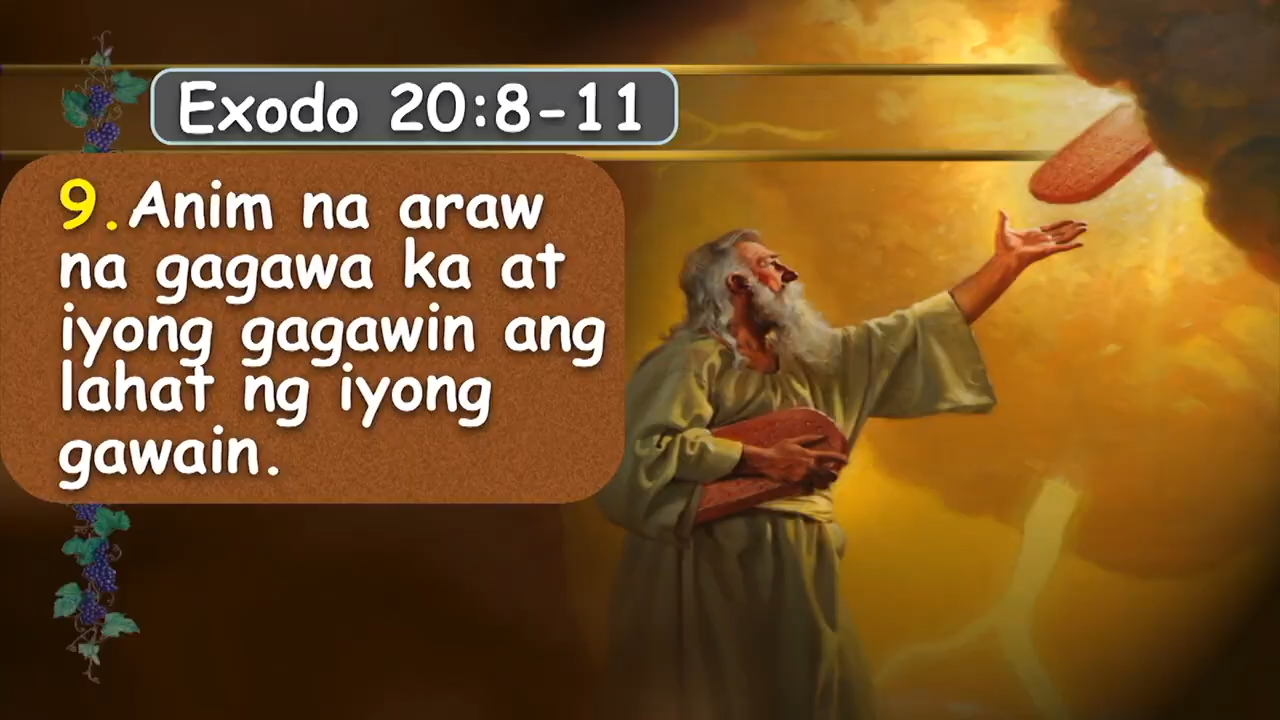 Exodo 20:8-11
9.Anim na araw
na gagawa ka at
iyong gagawin ang
lahat ng iyong
gawain.